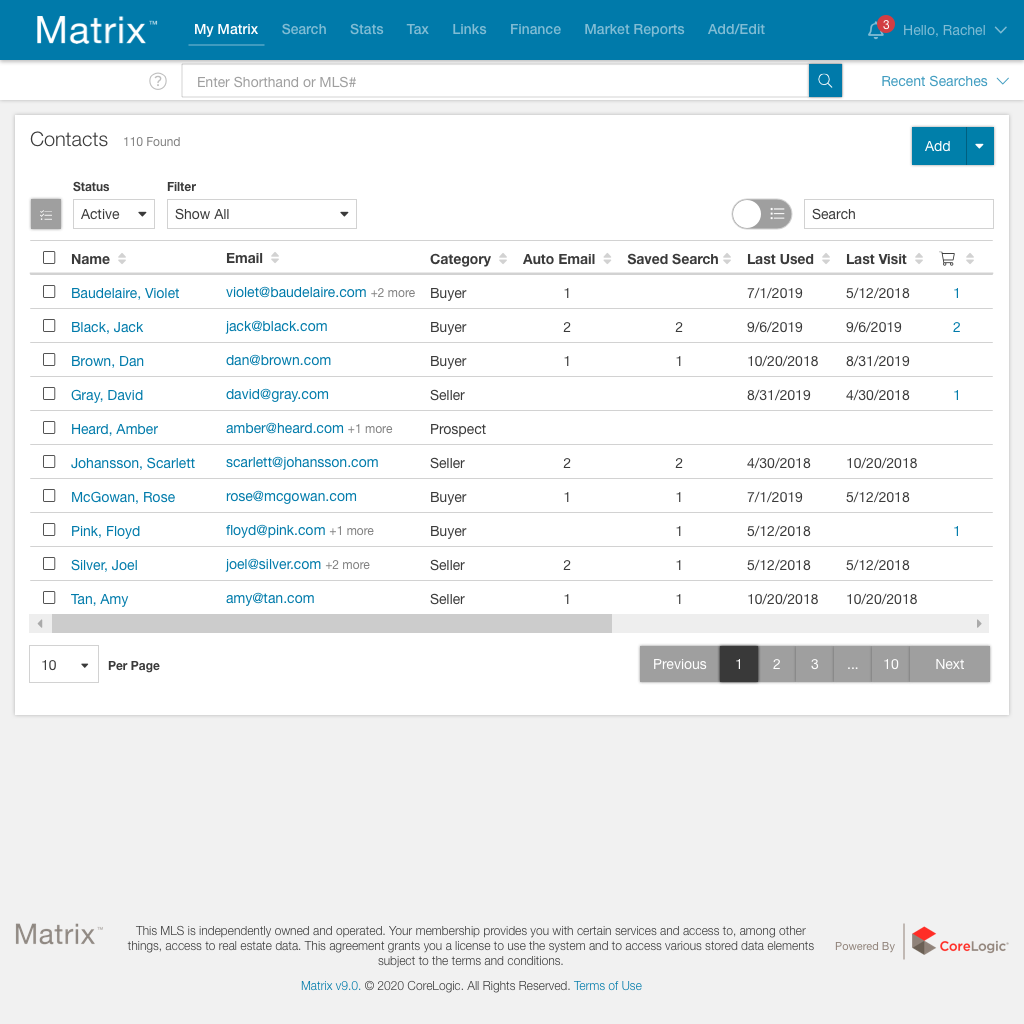 Matrix™ My Matrix Search Stats Tax Links Finance Market Reports Add/Edit 3 Hello, Rachel
? Enter Shorthand or MLS# Recent Searches
Contacts 110 Found Add
Status Filter
Active Show All Search
Name Email Category Auto Email Saved Search Last Used Last Visit
Baudelaire, Violet violet@baudelaire.com +2 more Buyer 1 7/1/2019 5/12/2018 1
Black, Jack jack@black.com Buyer 2 2 9/6/2019 9/6/2019 2
Brown, Dan dan@brown.com Buyer 1 1 10/20/2018 8/31/2019
Gray, David david@gray.com Seller 8/31/2019 4/30/2018 1
Heard, Amber amber@heard.com +1 more Prospect
Johansson, Scarlett scarlett@johansson.com Seller 2 2 4/30/2018 10/20/2018
McGowan, Rose rose@mcgowan.com Buyer 1 1 7/1/2019 5/12/2018
Pink, Floyd floyd@pink.com +1 more Buyer 1 5/12/2018 1
Silver, Joel joel@silver.com +2 more Seller 2 1 5/12/2018 5/12/2018
Tan, Amy amy@tan.com Seller 1 1 10/20/2018 10/20/2018
10 Per Page Previous 1 2 3 ... 10 Next
Matrix™
This MLS is independently owned and operated. Your membership provides you with certain services and access to, among other
things, access to real estate data. This agreement grants you a license to use the system and to access various stored data elements
subject to the terms and conditions.
Matrix v9.0. © 2020 CoreLogic. All Rights Reserved. Terms of Use
Powered By CoreLogic